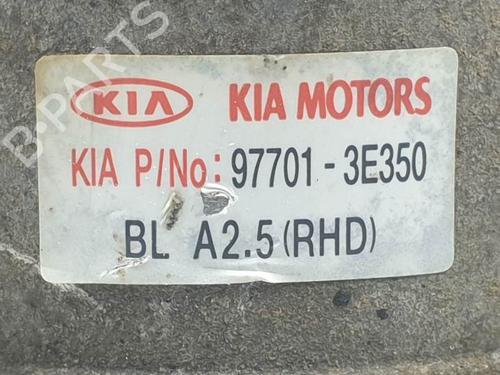 KIA KIA MOTORS
KIA P/No: 97701-3E350
BL A2.5 (RHD)
B-PARTS